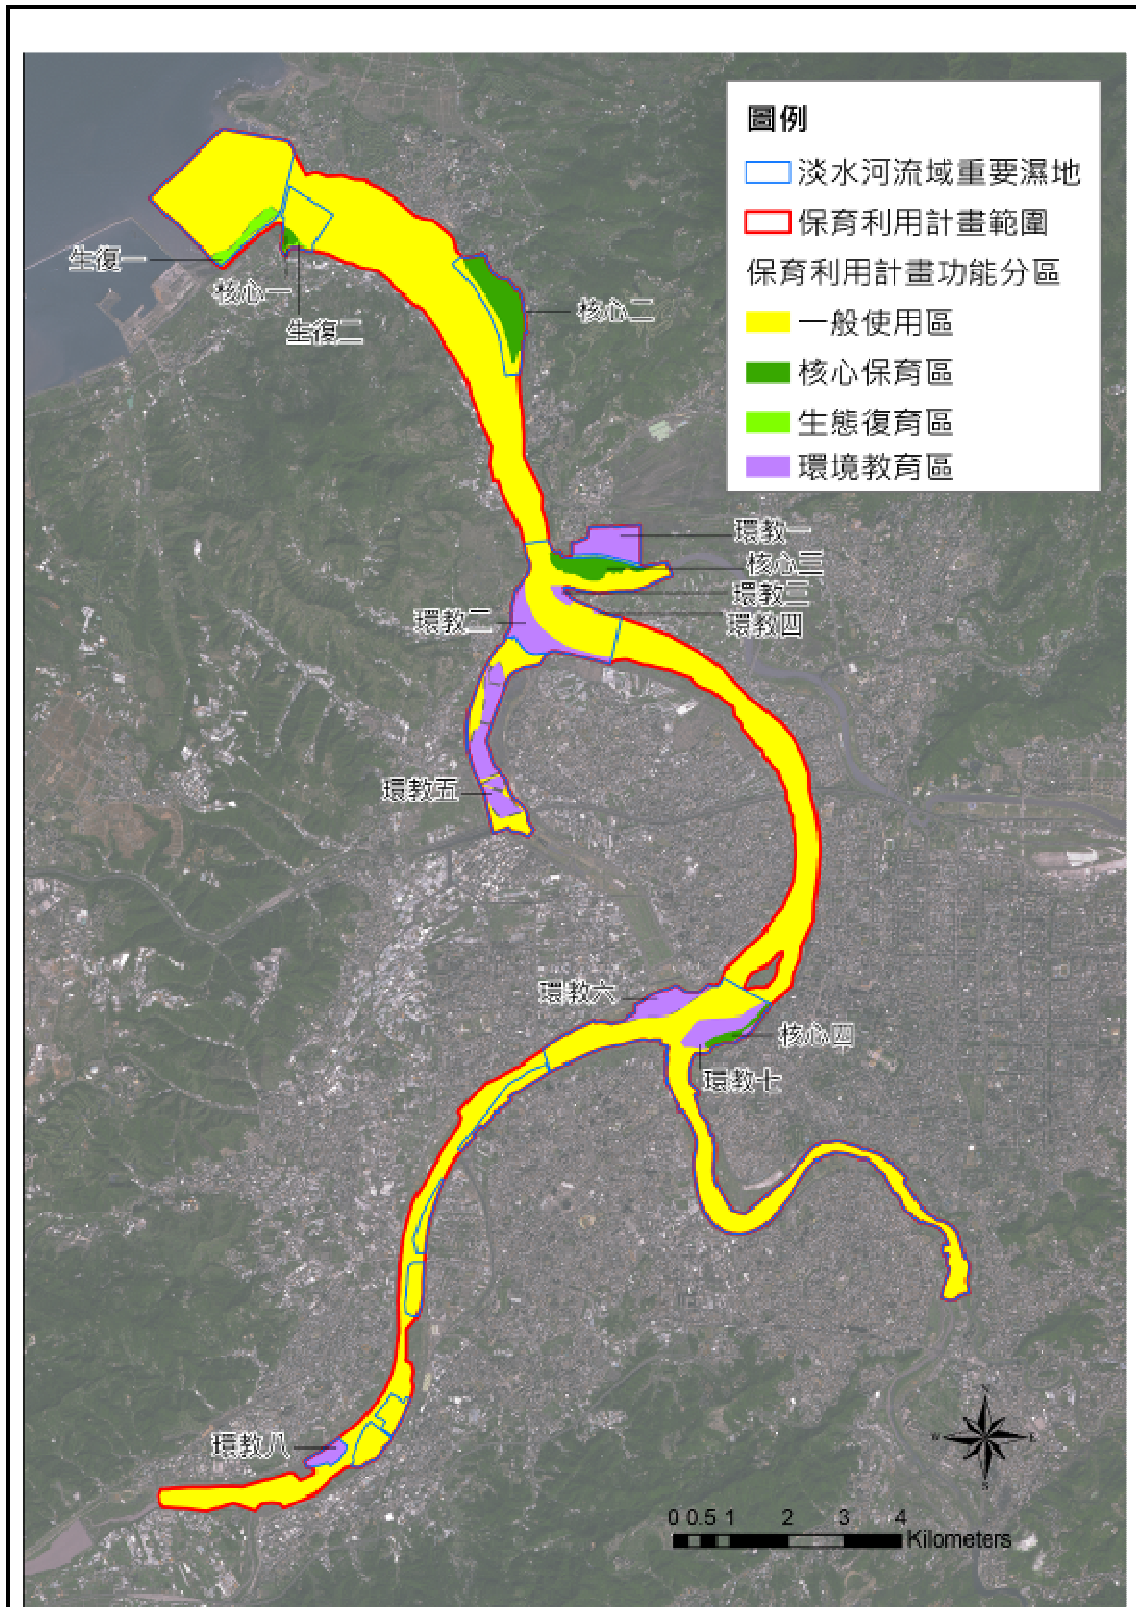 圖例
淡水河流域重要濕地
保育利用計畫範圍
保育利用計畫功能分區
一般使用區
核心保育區
生態復育區
環境教育區
生復一
核心一
生復二
核心二
環教一
核心三
環教三
環教二
環教四
環教五
環教六
核心四
環教十
環教八
N
W E
S
0 0.5 1 2 3 4
Kilometers